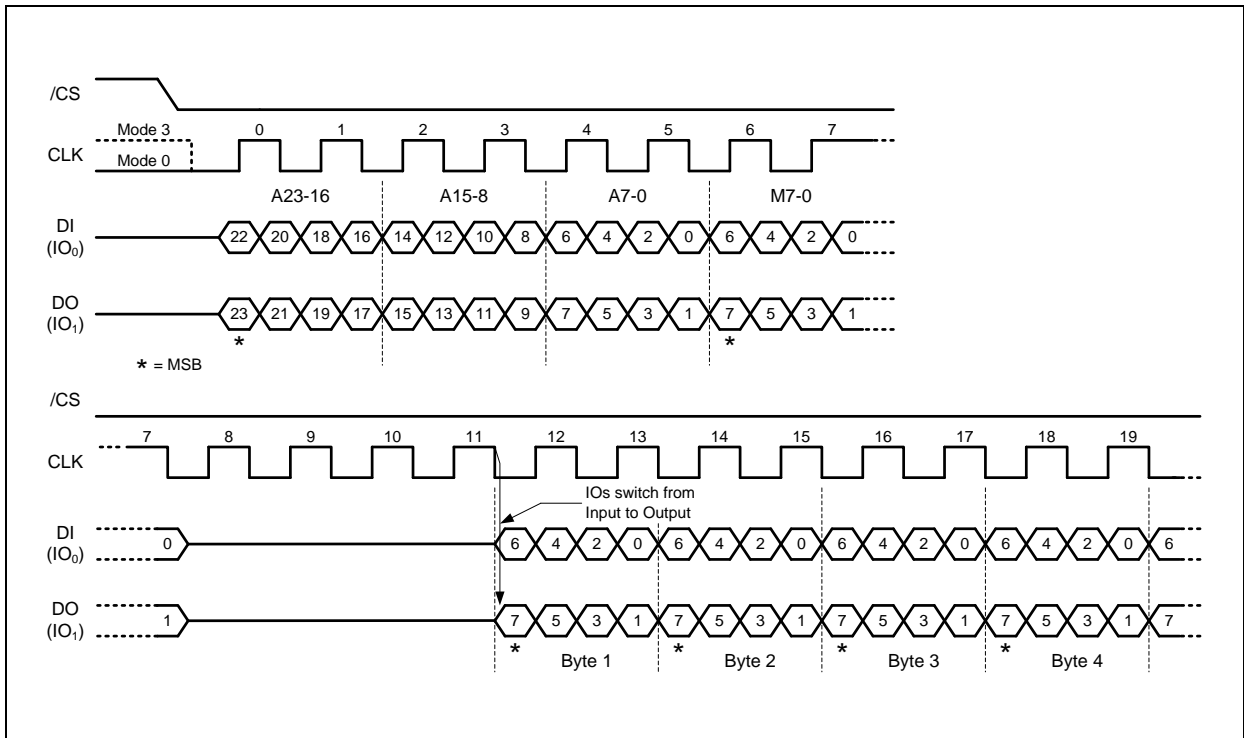 /CS
Mode 3 0 1 2 3 4 5 6 7
CLK
Mode 0
A23-16 A15-8 A7-0 M7-0
DI
(IO0) 22 20 18 16 14 12 10 8 6 4 2 0 6 4 2 0
DO
(IO1) 23 21 19 17 15 13 11 9 7 5 3 1 7 5 3 1
* *
* = MSB
/CS
7 8 9 10 11 12 13 14 15 16 17 18 19
CLK
IOs switch from
Input to Output
DI
(IO0) 0 6 4 2 0 6 4 2 0 6 4 2 0 6 4 2 0 6
DO
(IO1) 1 7 5 3 1 7 5 3 1 7 5 3 1 7 5 3 1 7
* * * *
Byte 1 Byte 2 Byte 3 Byte 4